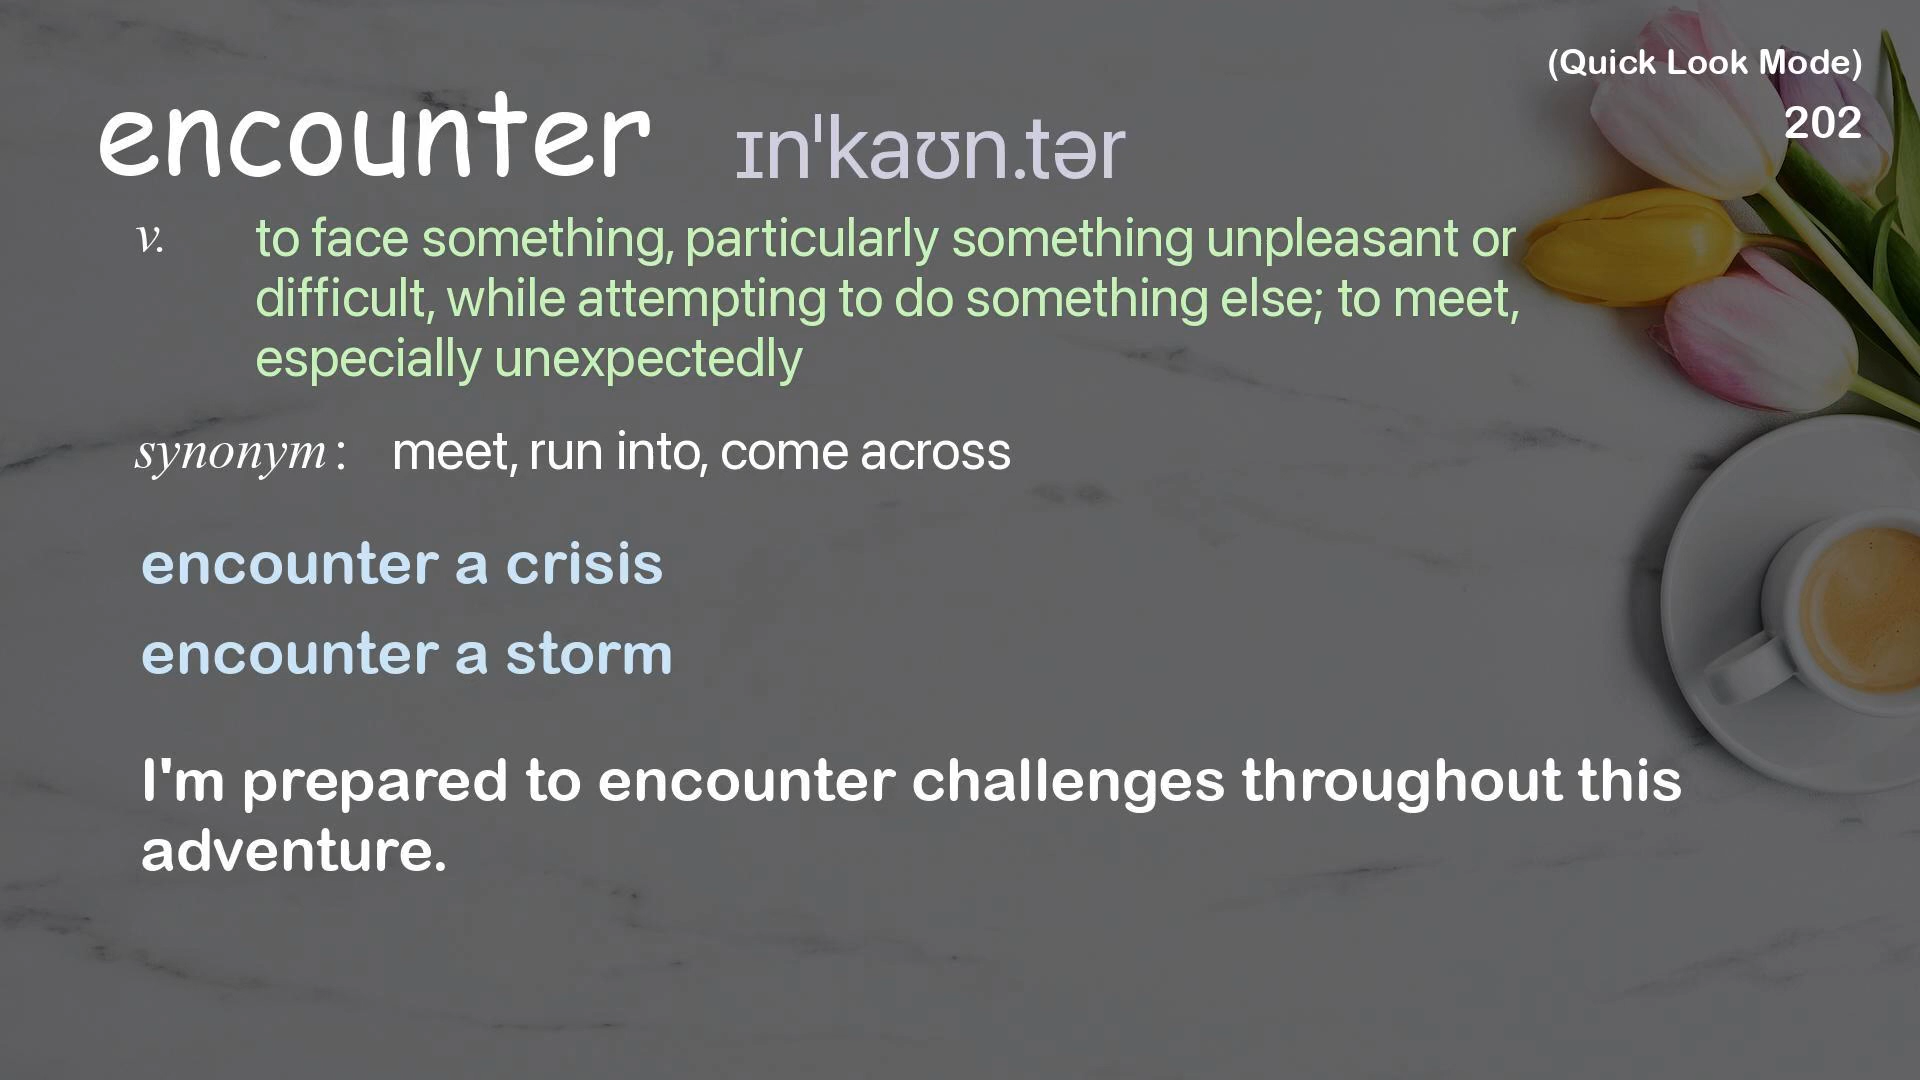 (Quick Look Mode)
202
encounter ɪnˈkaʊn.tər
v. to face something, particularly something unpleasant or
difficult, while attempting to do something else; to meet,
especially unexpectedly
synonym : meet, run into, come across
encounter a crisis
encounter a storm
I'm prepared to encounter challenges throughout this
adventure.